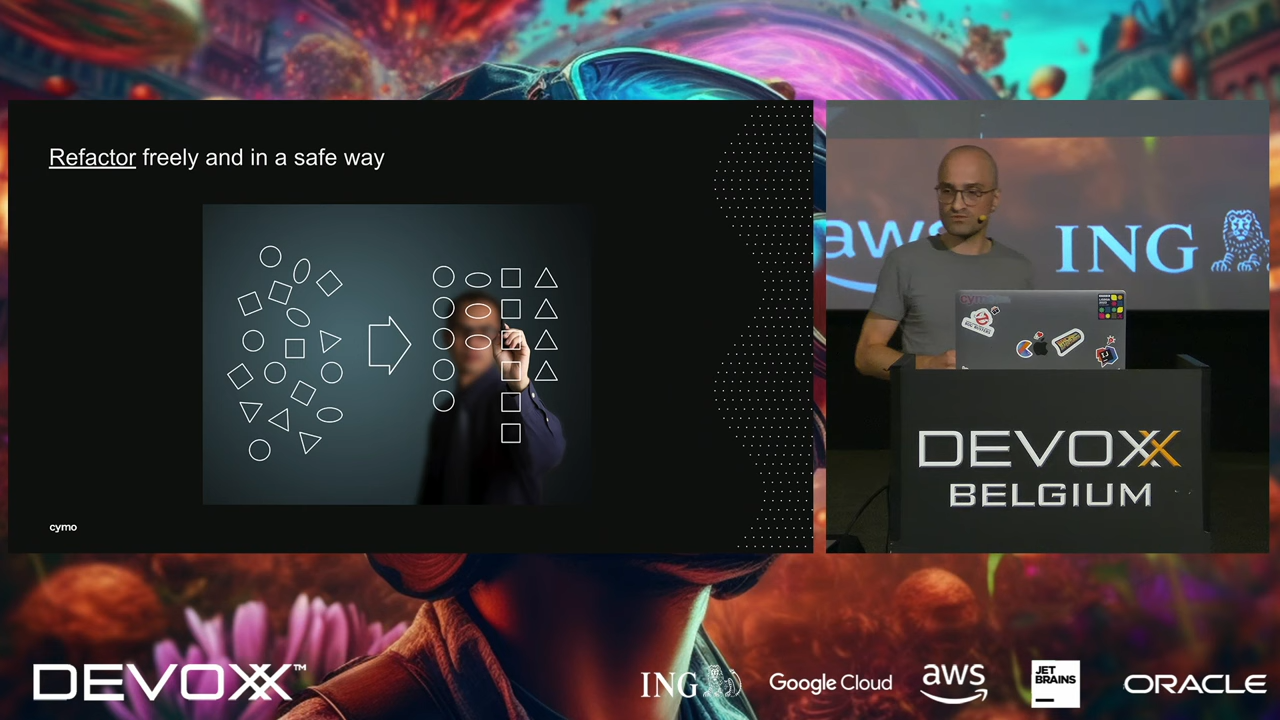 Refactor freely and in a safe way
cymo
aws
ING
cymo
DEVOXX
BELGIUM
DEVOXX™
ING
Google Cloud
aws
JET
BRAINS
ORACLE